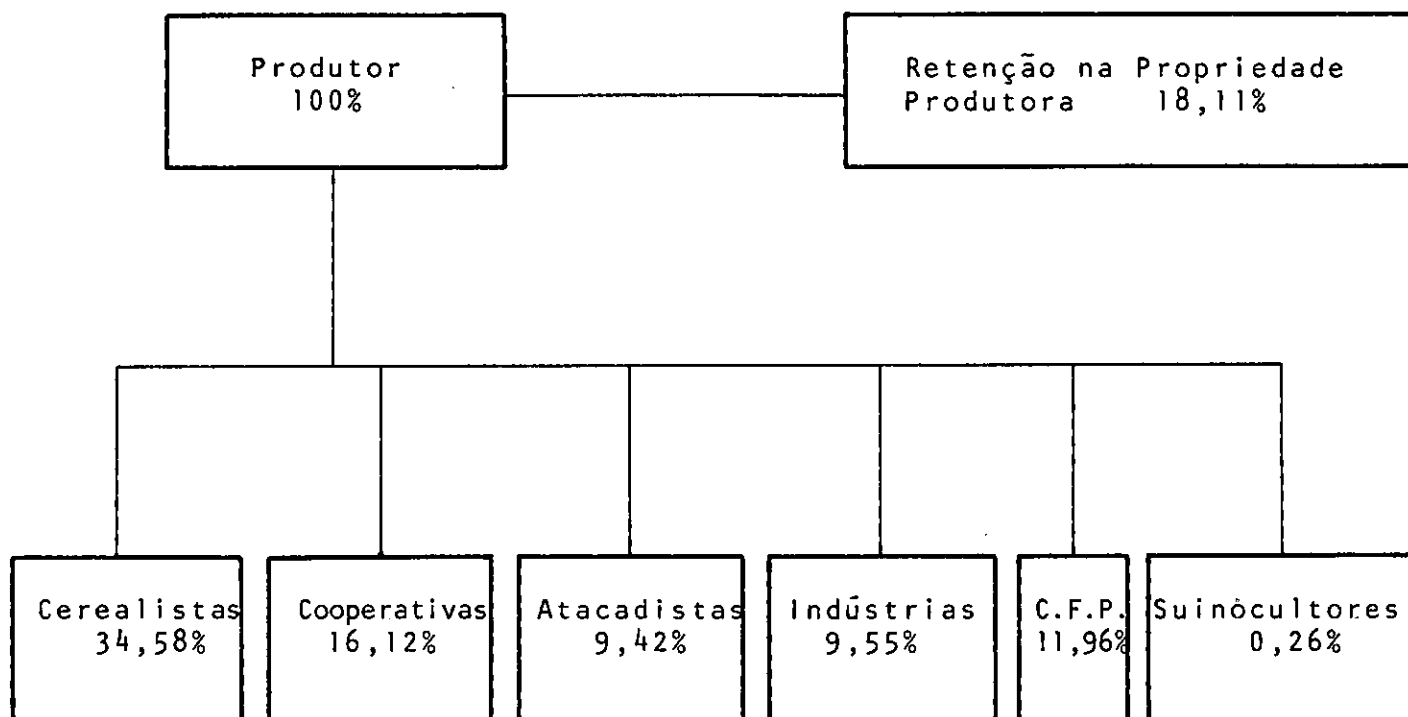 Produtor
100%
Retenção na Propriedade
Produtora 18,11%
Cerealistas
34,58%
Cooperativas
16,12%
Atacadistas
9,42%
Indústrias
9,55%
C.F.P.
11,96%
Suinócultores
0,26%